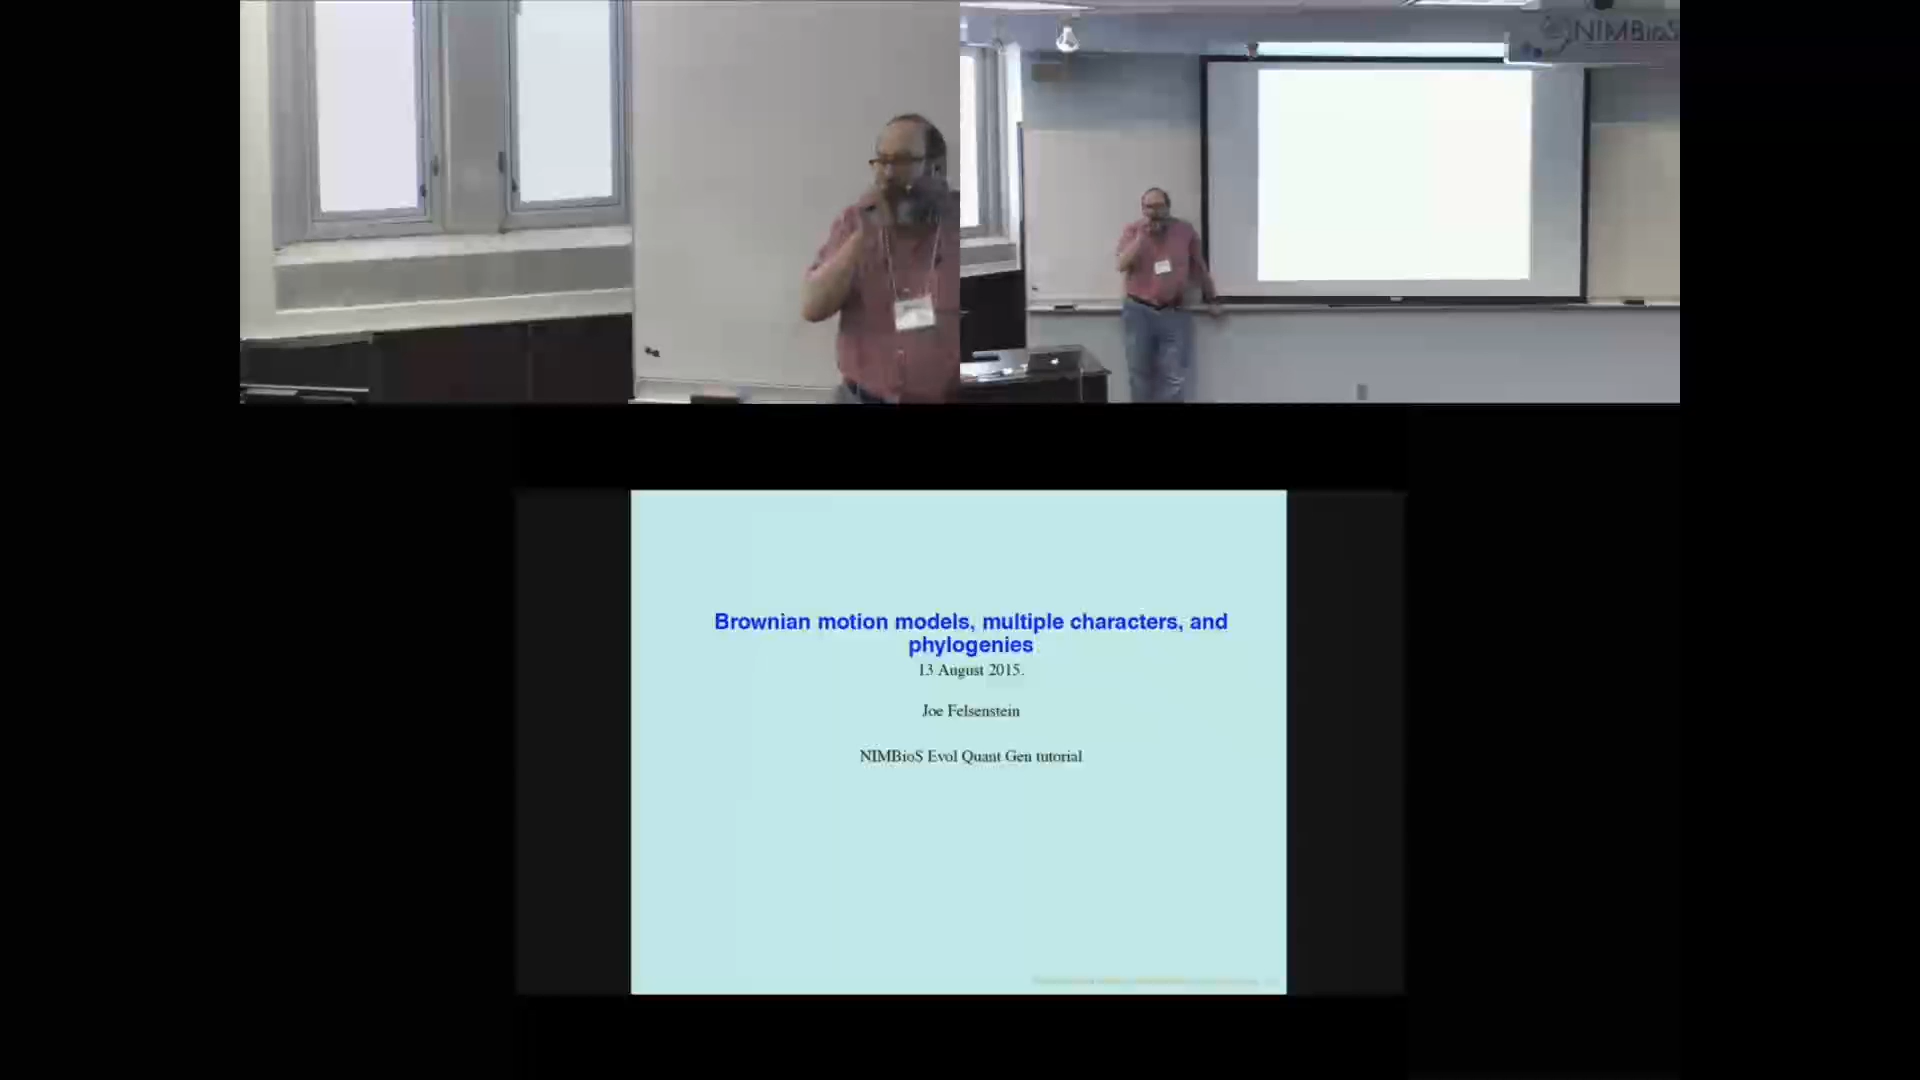 NIMBioS
Brownian motion models, multiple characters, and
phylogenies
13 August 2015.
Joe Felsenstein
NIMBioS Evol Quant Gen tutorial